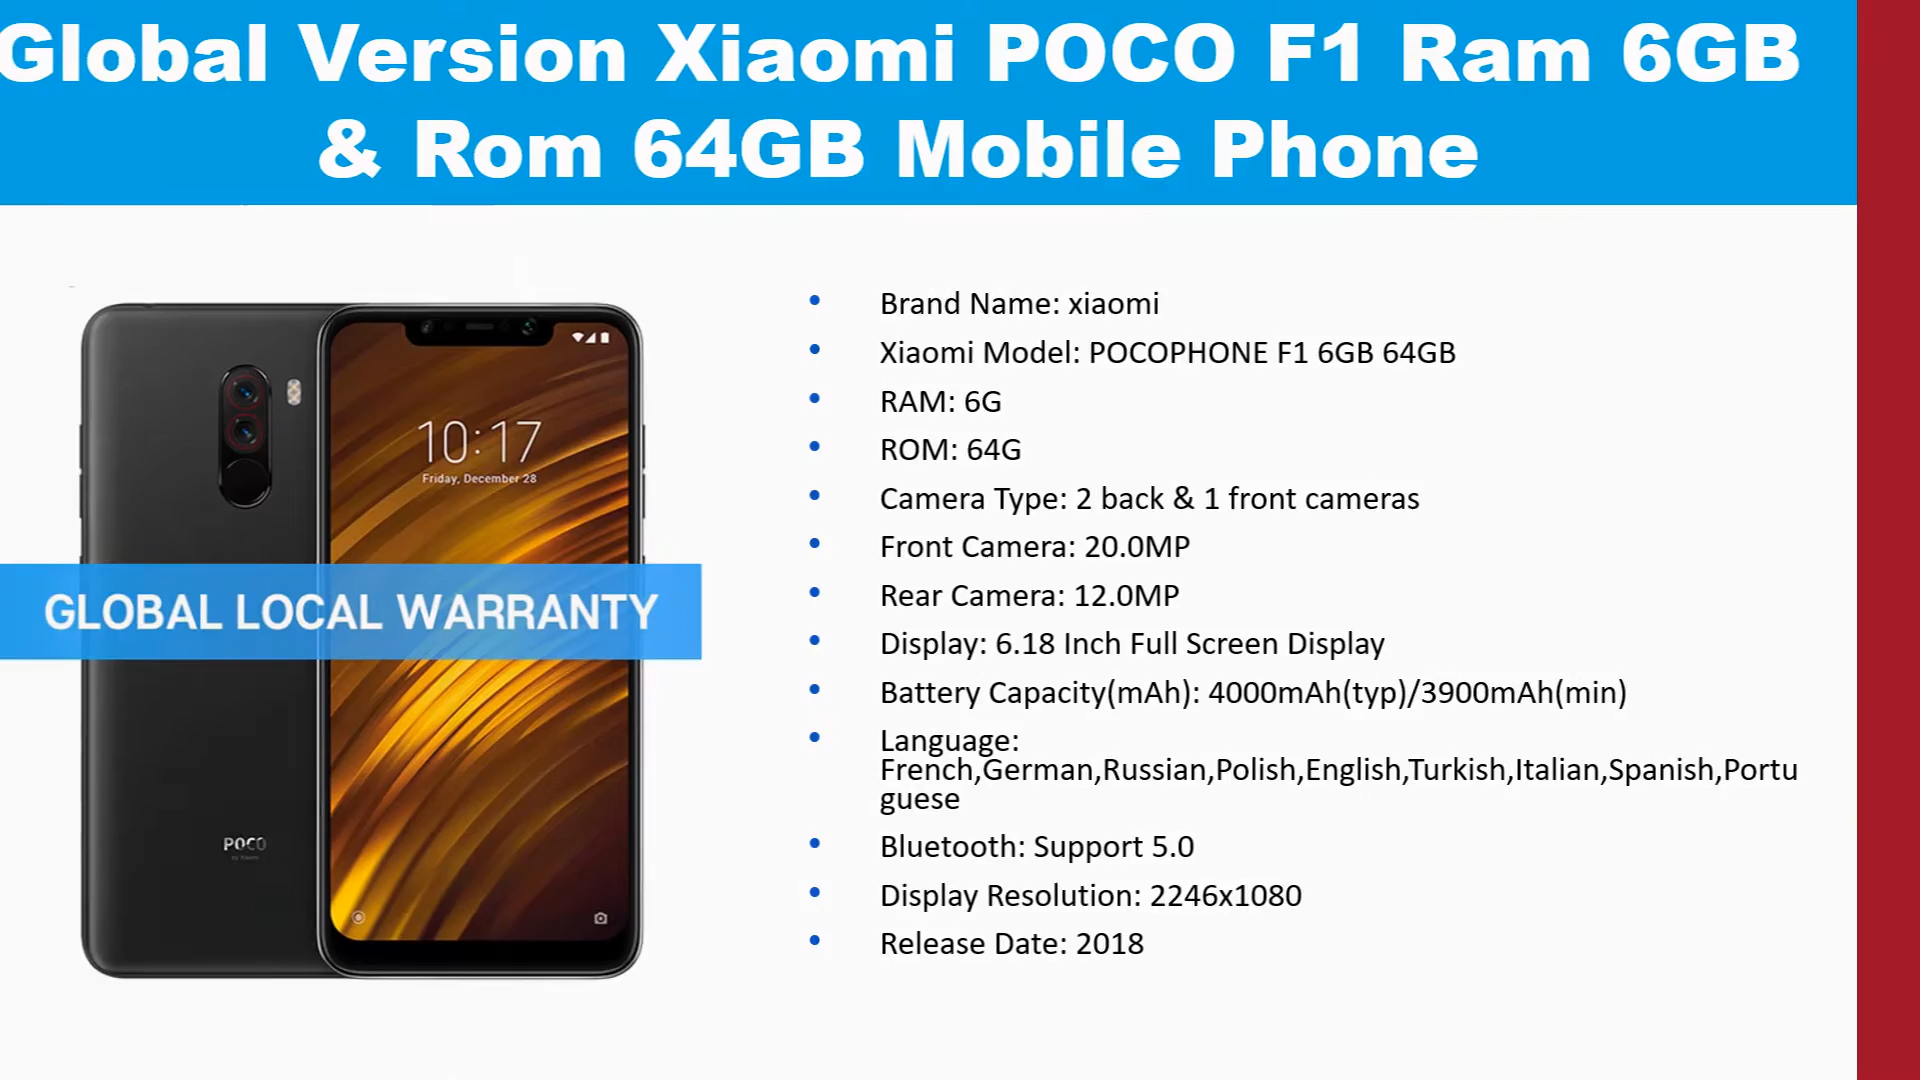 Global Version Xiaomi POCO F1 Ram 6GB
& Rom 64GB Mobile Phone
10:17
Friday, December 28
GLOBAL LOCAL WARRANTY
POCO
by Xiaomi
• Brand Name: xiaomi
• Xiaomi Model: POCOPHONE F1 6GB 64GB
• RAM: 6G
• ROM: 64G
• Camera Type: 2 back & 1 front cameras
• Front Camera: 20.0MP
• Rear Camera: 12.0MP
• Display: 6.18 Inch Full Screen Display
• Battery Capacity(mAh): 4000mAh(typ)/3900mAh(min)
• Language:
French,German,Russian,Polish,English,Turkish,Italian,Spanish,Portu
guese
• Bluetooth: Support 5.0
• Display Resolution: 2246x1080
• Release Date: 2018